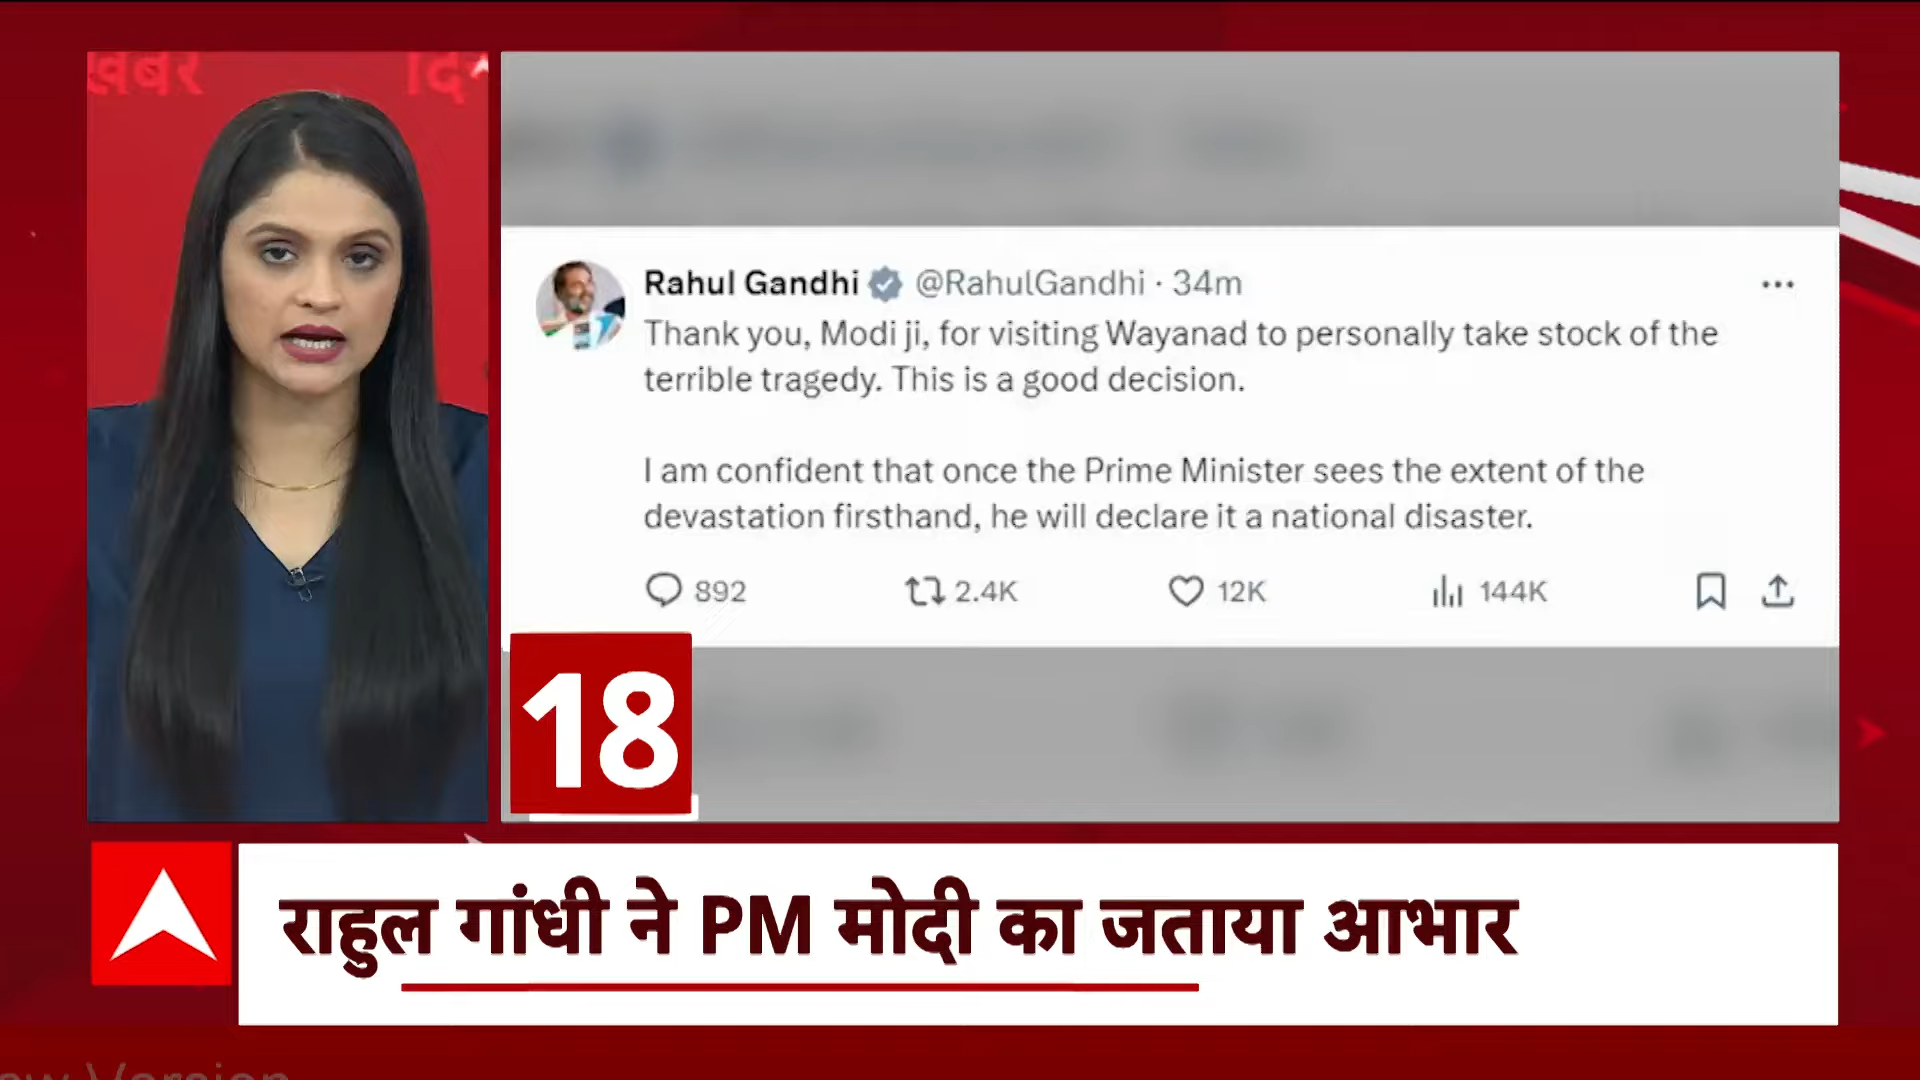 खबर
Rahul Gandhi @RahulGandhi · 34m
Thank you, Modi ji, for visiting Wayanad to personally take stock of the
terrible tragedy. This is a good decision.
I am confident that once the Prime Minister sees the extent of the
devastation firsthand, he will declare it a national disaster.
892 2.4K 12K 144K
18
राहुल गांधी ने PM मोदी का जताया आभार